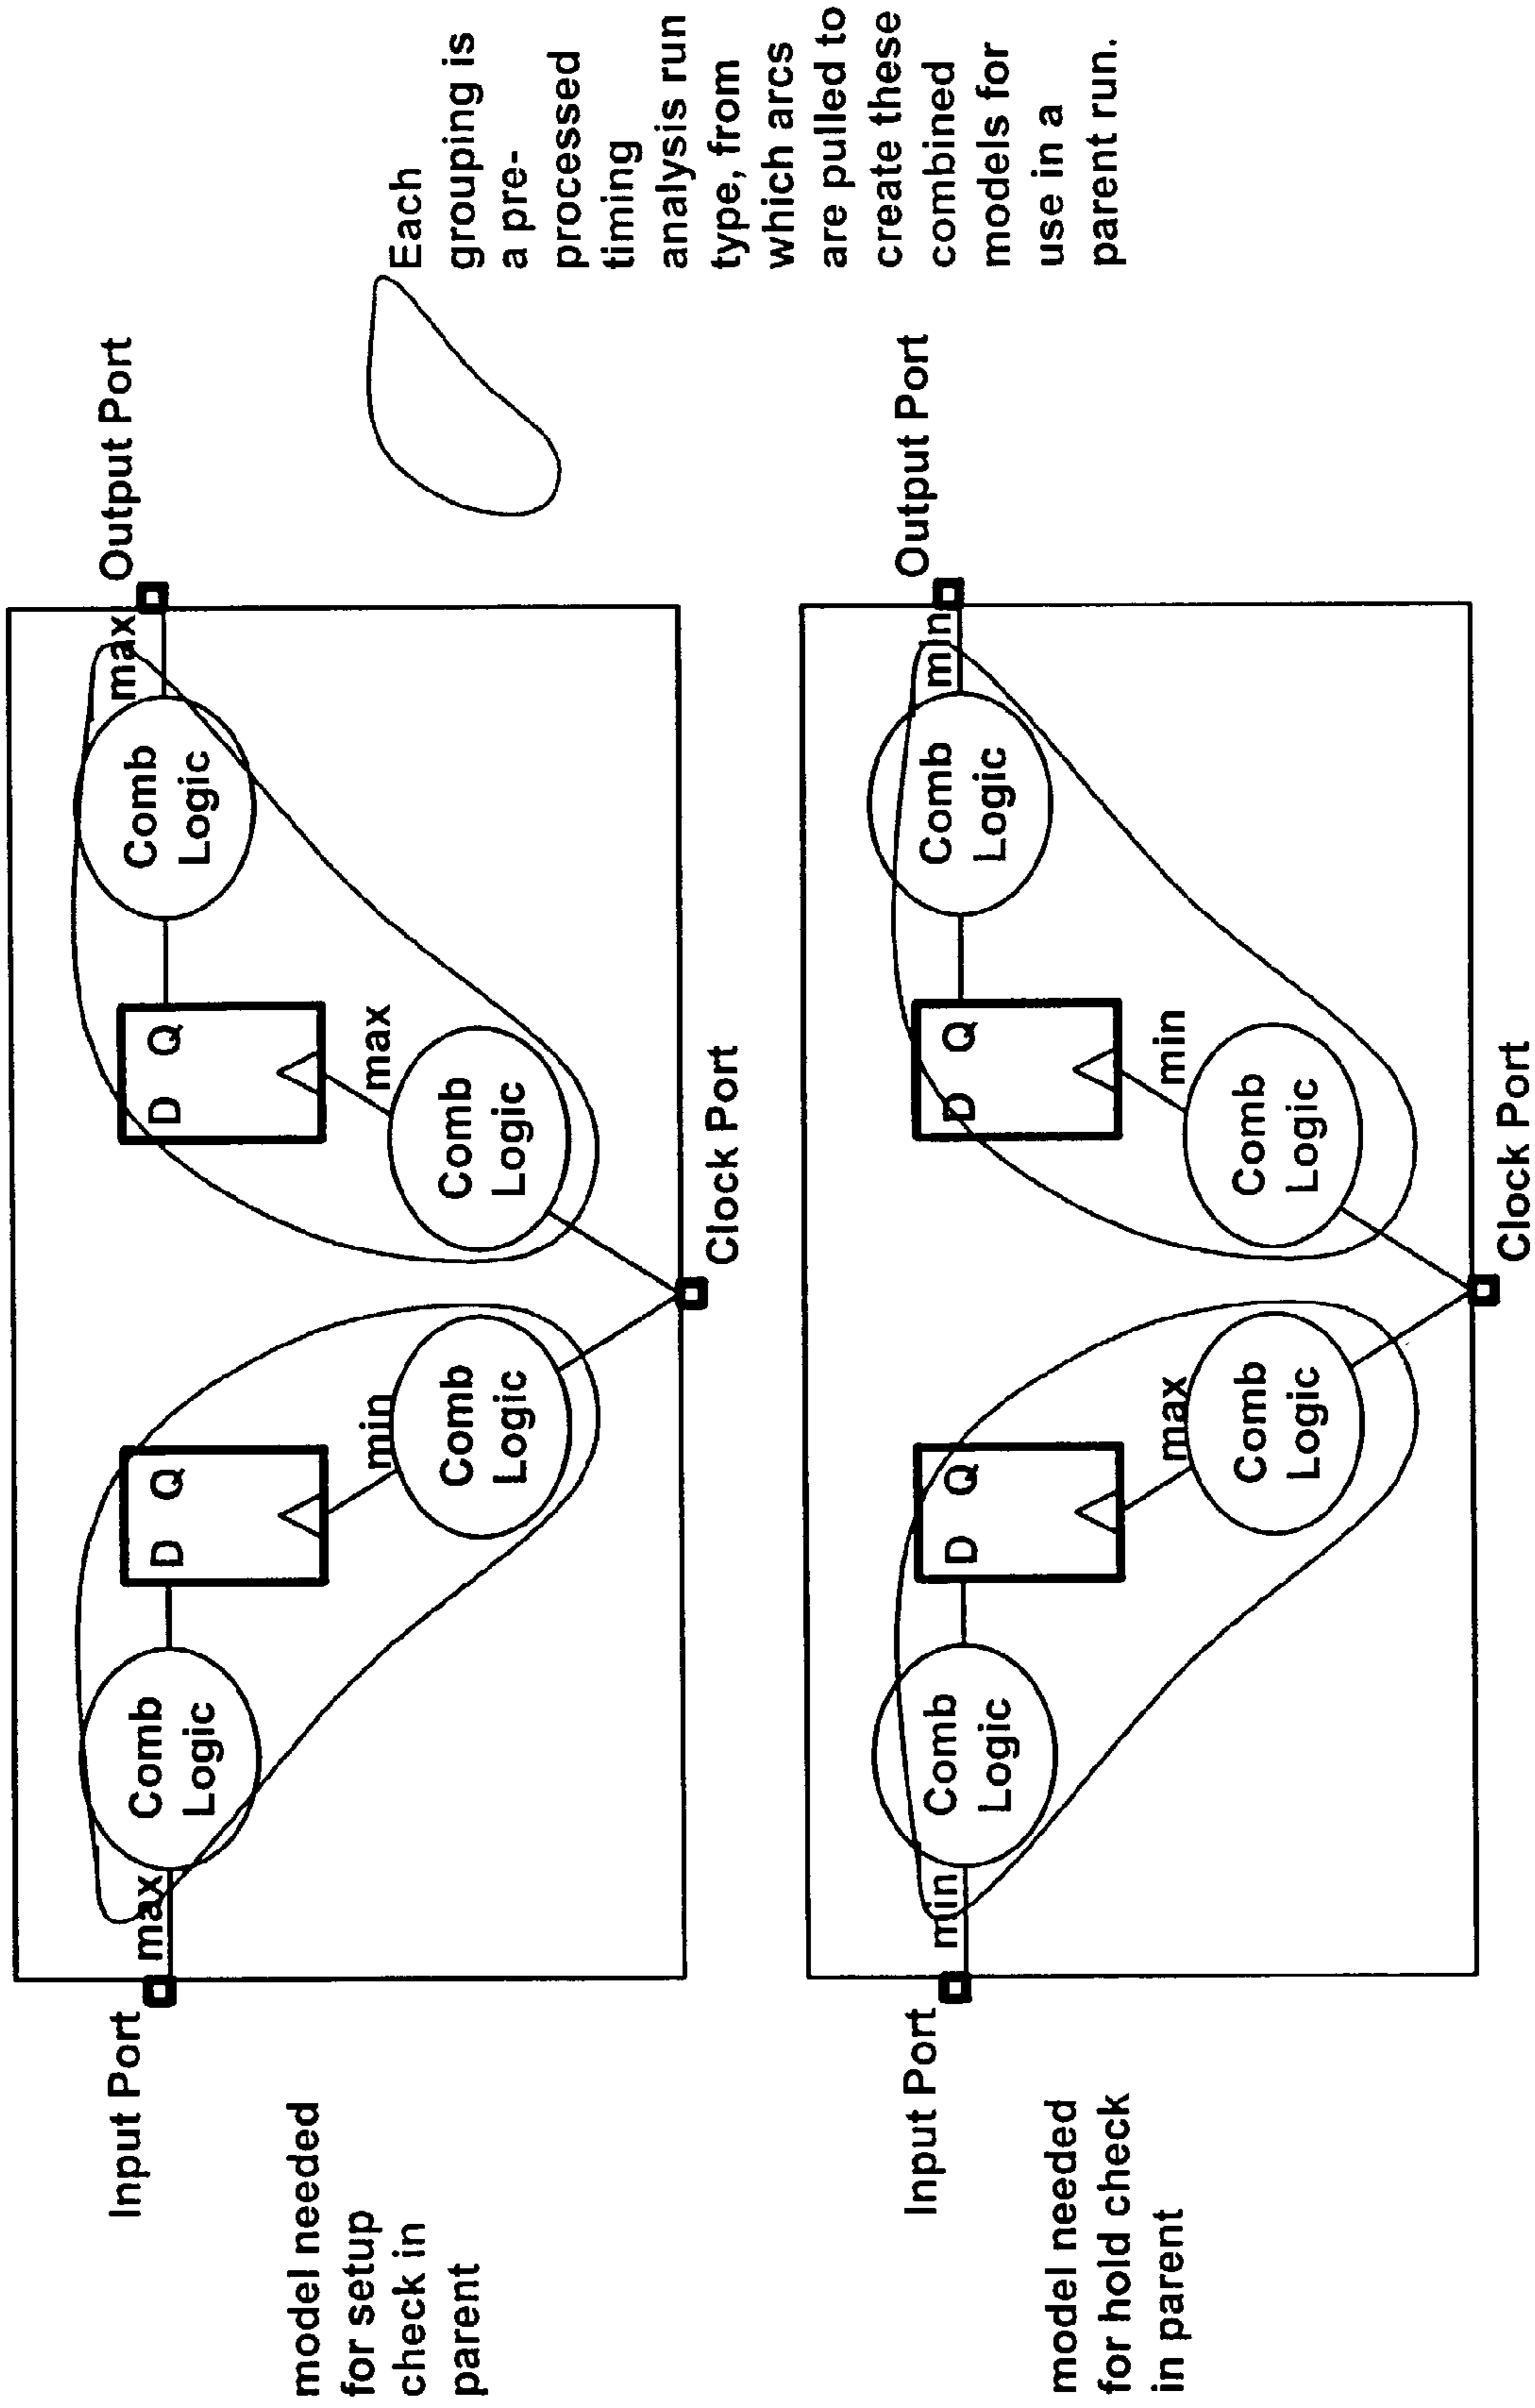 model needed
for setup
check in
parent
Input Port
max
Comb
Logic
D Q
min
Comb
Logic
Clock Port
D Q
max
Comb
Logic
Comb
Logic
max
Output Port
model needed
for hold check
in parent
Input Port
min
Comb
Logic
D Q
max
Comb
Logic
Clock Port
D Q
min
Comb
Logic
Comb
Logic
min
Output Port
Each
grouping is
a pre-
processed
timing
analysis run
type, from
which arcs
are pulled to
create these
combined
models for
use in a
parent run.